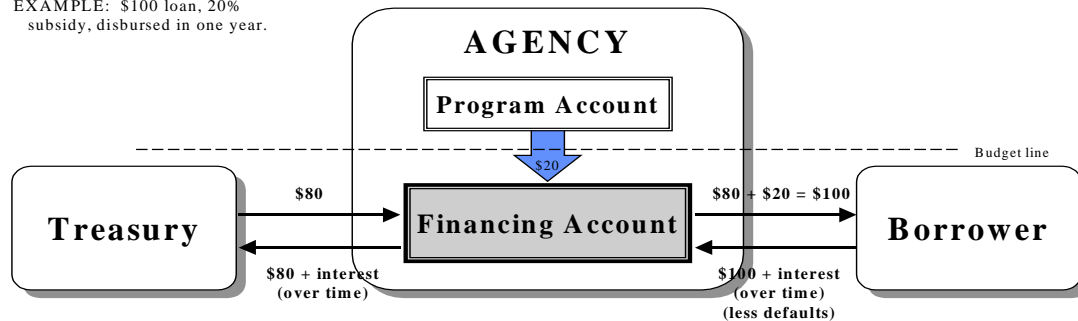 EXAMPLE: $100 loan, 20%
subsidy, disbursed in one year.
AGENCY
Program Account
$20
Budget line
Treasury
$80
Financing Account
$80 + $20 = $100
Borrower
$80 + interest
(over time)
$100 + interest
(over time)
(less defaults)